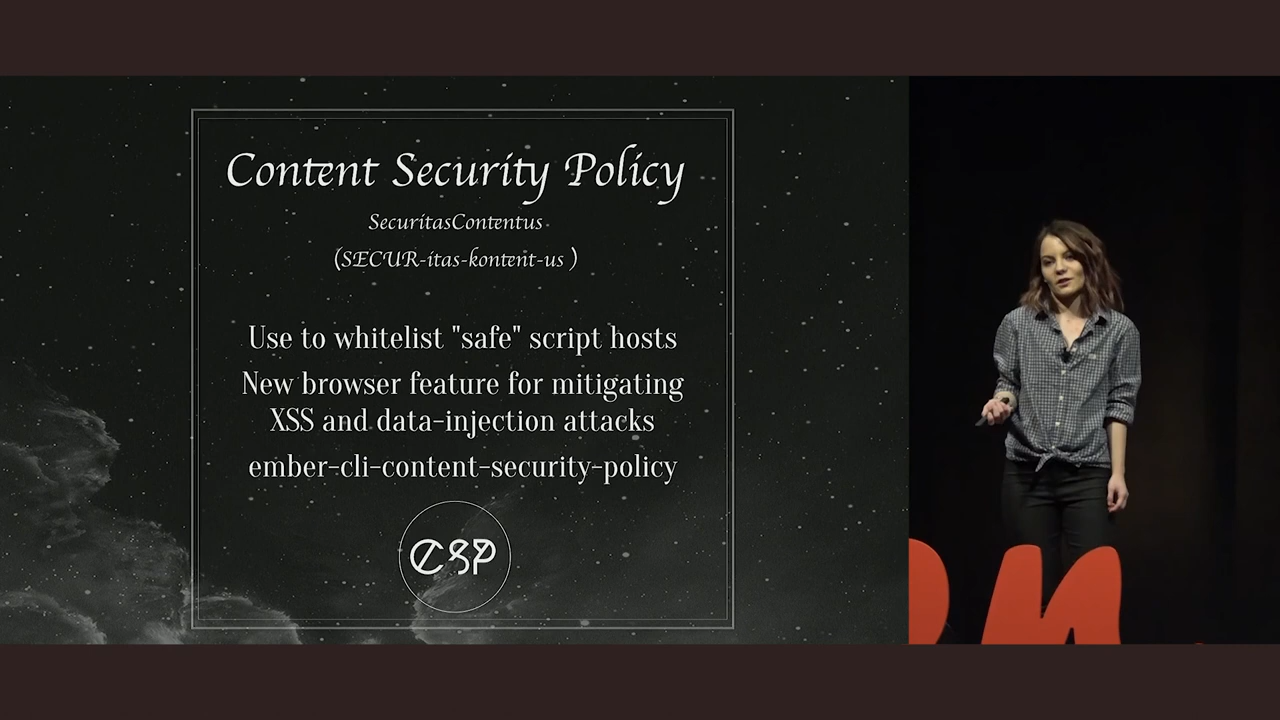 Content Security Policy
SecuritasContentus
(SECUR-itas-kontent-us )
Use to whitelist "safe" script hosts
New browser feature for mitigating
XSS and data-injection attacks
ember-cli-content-security-policy
CSP